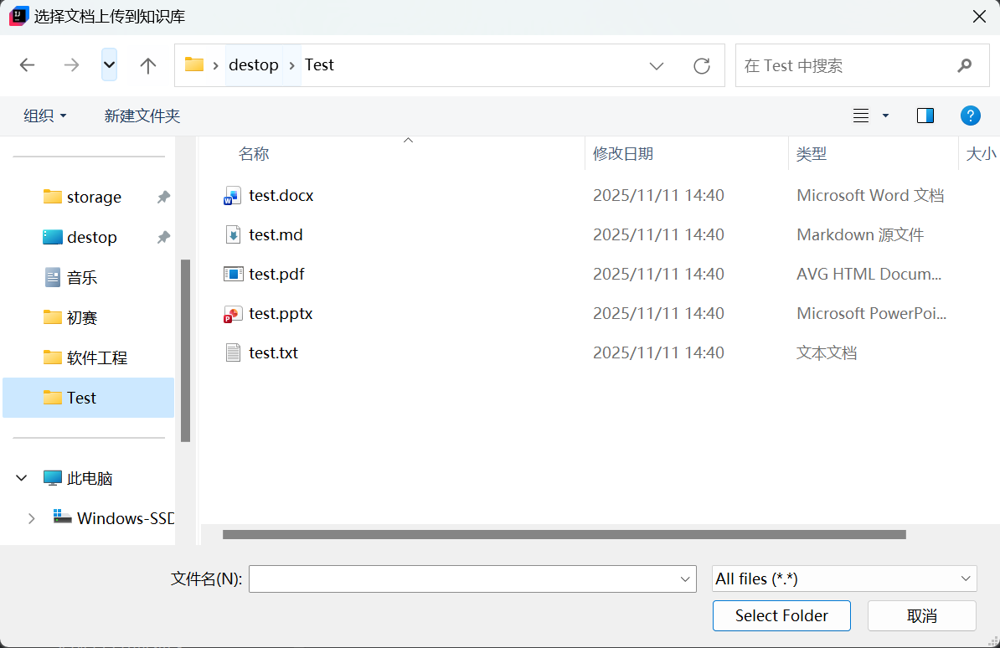 选择文档上传到知识库
destop
Test
在 Test 中搜索
组织
新建文件夹
名称
修改日期
类型
大小
storage
destop
音乐
初赛
软件工程
Test
此电脑
Windows-SSD
test.docx 2025/11/11 14:40 Microsoft Word 文档
test.md 2025/11/11 14:40 Markdown 源文件
test.pdf 2025/11/11 14:40 AVG HTML Docum...
test.pptx 2025/11/11 14:40 Microsoft PowerPoi...
test.txt 2025/11/11 14:40 文本文档
文件名(N):
All files (*.*)
Select Folder
取消